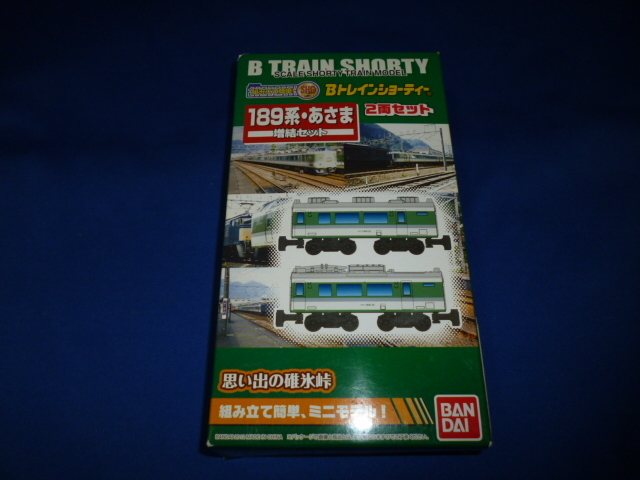 B TRAIN SHORTY
SCALE SHORTY TRAIN MODEL
Bトレインショーティー
189系・あさま
増結セット
2両セット
思い出の碓氷峠
組み立て簡単、ミニモデル!
BAN
DAI